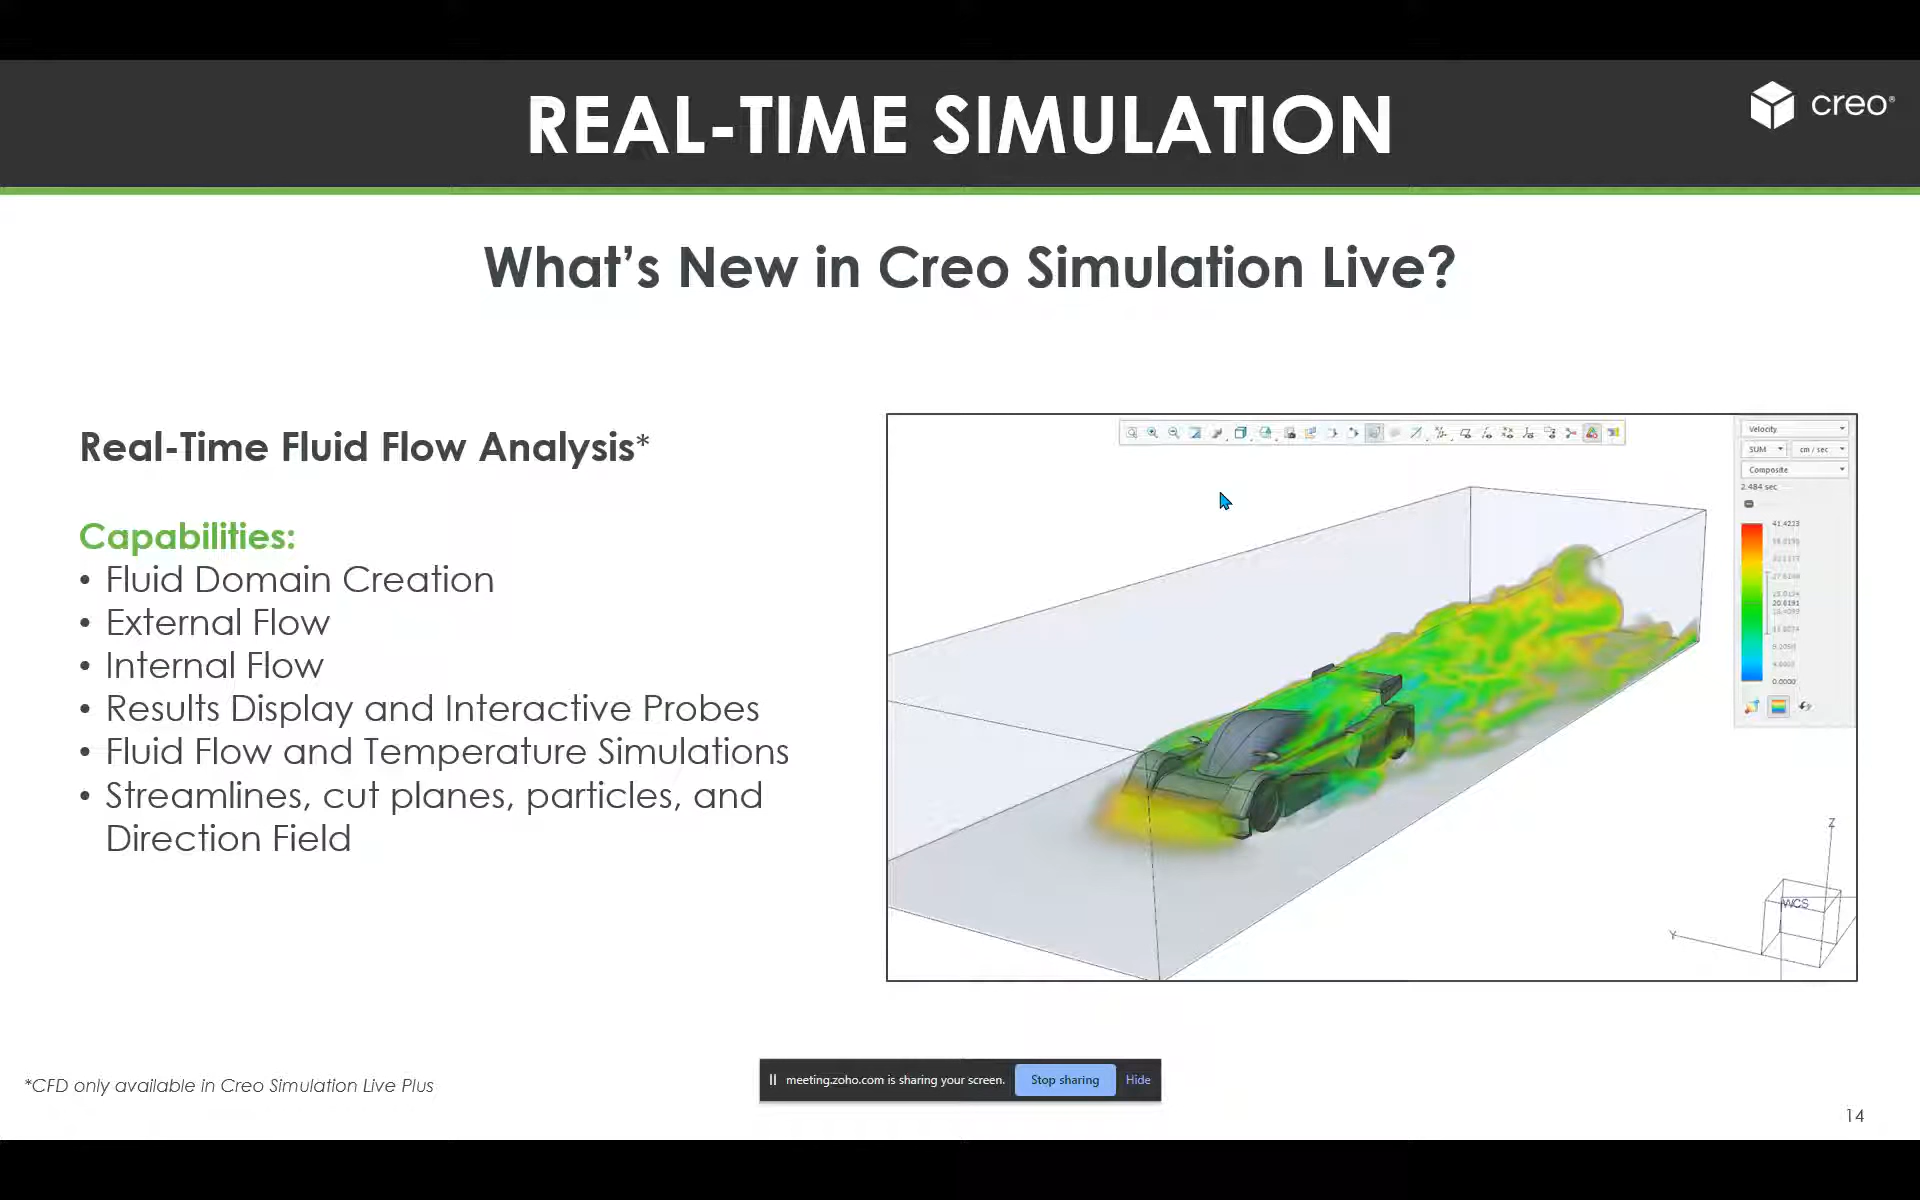 REAL-TIME SIMULATION
creo®
What's New in Creo Simulation Live?
Real-Time Fluid Flow Analysis*
Capabilities:
• Fluid Domain Creation
• External Flow
• Internal Flow
• Results Display and Interactive Probes
• Fluid Flow and Temperature Simulations
• Streamlines, cut planes, particles, and
Direction Field
Velocity
SUM cm / sec
Composite
2.484 sec
20.6191
0.0000
Z
WCS
Y
*CFD only available in Creo Simulation Live Plus
meeting.zoho.com is sharing your screen. Stop sharing Hide
14